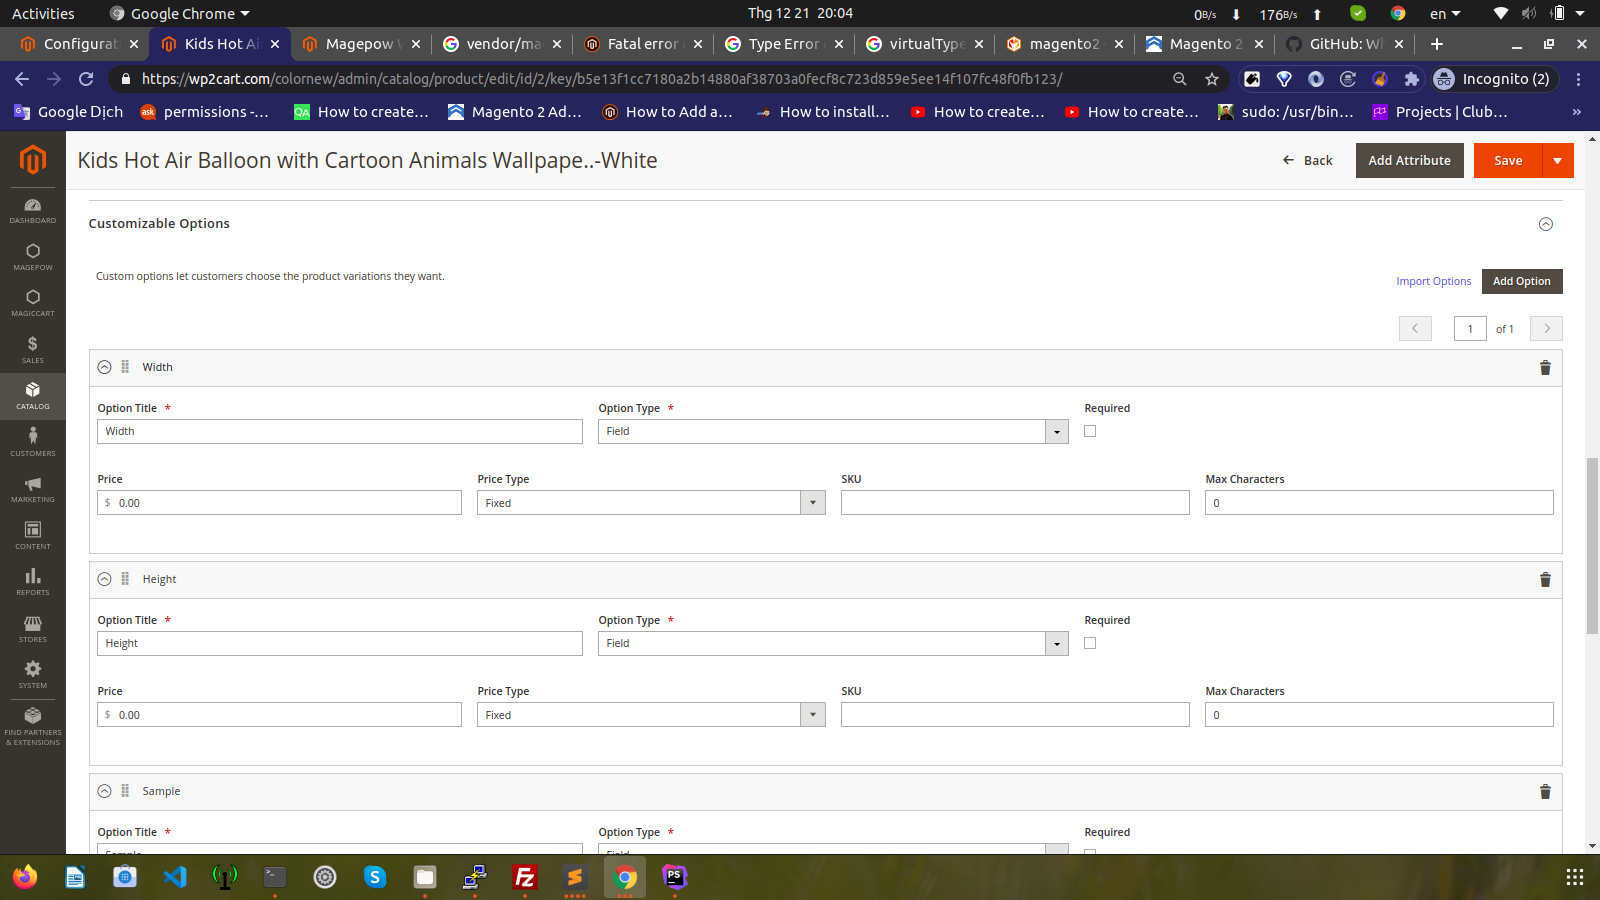 Activities
Google Chrome
Thg 12 21 20:04
0B/s
176B/s
en
Configurat
Kids Hot Ai
Magepow
vendor/ma
Fatal error
Type Error
virtualType
magento2
Magento 2
GitHub: Wh
https://wp2cart.com/colornew/admin/catalog/product/edit/id/2/key/b5e13f1cc7180a2b14880af38703a0fecf8c723d859e5ee14f107fc48f0fb123/
Incognito (2)
Google Dịch
ask
permissions -...
QA
How to create...
Magento 2 Ad...
How to Add a...
How to install...
How to create...
How to create...
sudo: /usr/bin...
Projects | Club...
»
Kids Hot Air Balloon with Cartoon Animals Wallpape..-White
Back
Add Attribute
Save
DASHBOARD
MAGEPOW
MAGICCART
$
SALES
CATALOG
CUSTOMERS
MARKETING
CONTENT
REPORTS
STORES
SYSTEM
FIND PARTNERS
& EXTENSIONS
Customizable Options
Custom options let customers choose the product variations they want.
Import Options
Add Option
1
of 1
Width
Option Title *
Option Type *
Required
Width
Field
Price
Price Type
SKU
Max Characters
$ 0.00
Fixed
0
Height
Option Title *
Option Type *
Required
Height
Field
Price
Price Type
SKU
Max Characters
$ 0.00
Fixed
0
Sample
Option Title *
Option Type *
Required
Sample
Field
S
FZ
PS